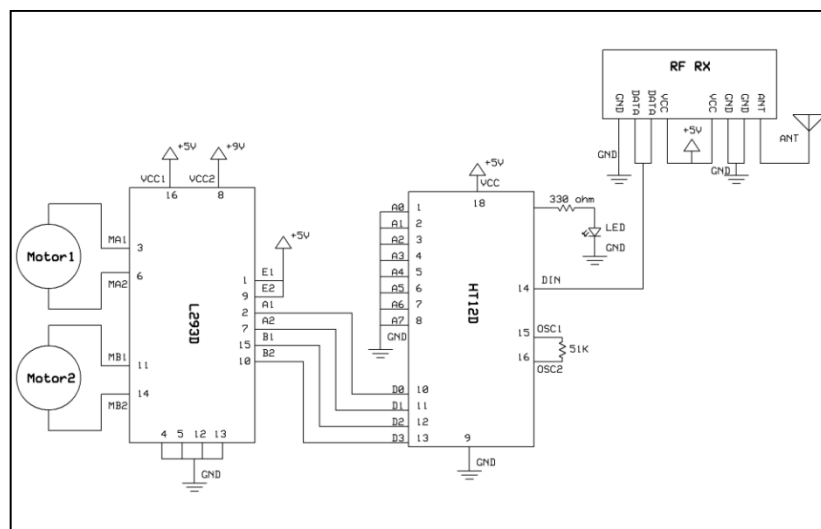 RF RX
GND
DATA
DATA
VCC
VCC
GND
GND
ANT
+5V
GND
GND
ANT
+5V
+9V
VCC1
VCC2
16
8
+5V
VCC
18
330 ohm
LED
GND
Motor1
MA1
3
MA2
6
L293D
+5V
E1
1
E2
9
A1
2
A2
7
B1
15
B2
10
Motor2
MB1
11
MB2
14
4 5 12 13
GND
A0 1
A1 2
A2 3
A3 4
A4 5
A5 6
A6 7
A7 8
GND
HT12D
DIN
14
15
OSC1
51K
16
OSC2
D0 10
D1 11
D2 12
D3 13
9
GND